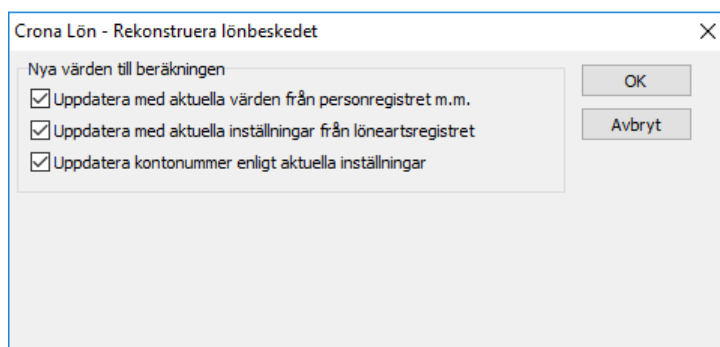 Crona Lön - Rekonstruera lönbeskedet
Nya värden till beräkningen
Uppdatera med aktuella värden från personregistret m.m.
Uppdatera med aktuella inställningar från löneartsregistret
Uppdatera kontonummer enligt aktuella inställningar
OK
Avbryt